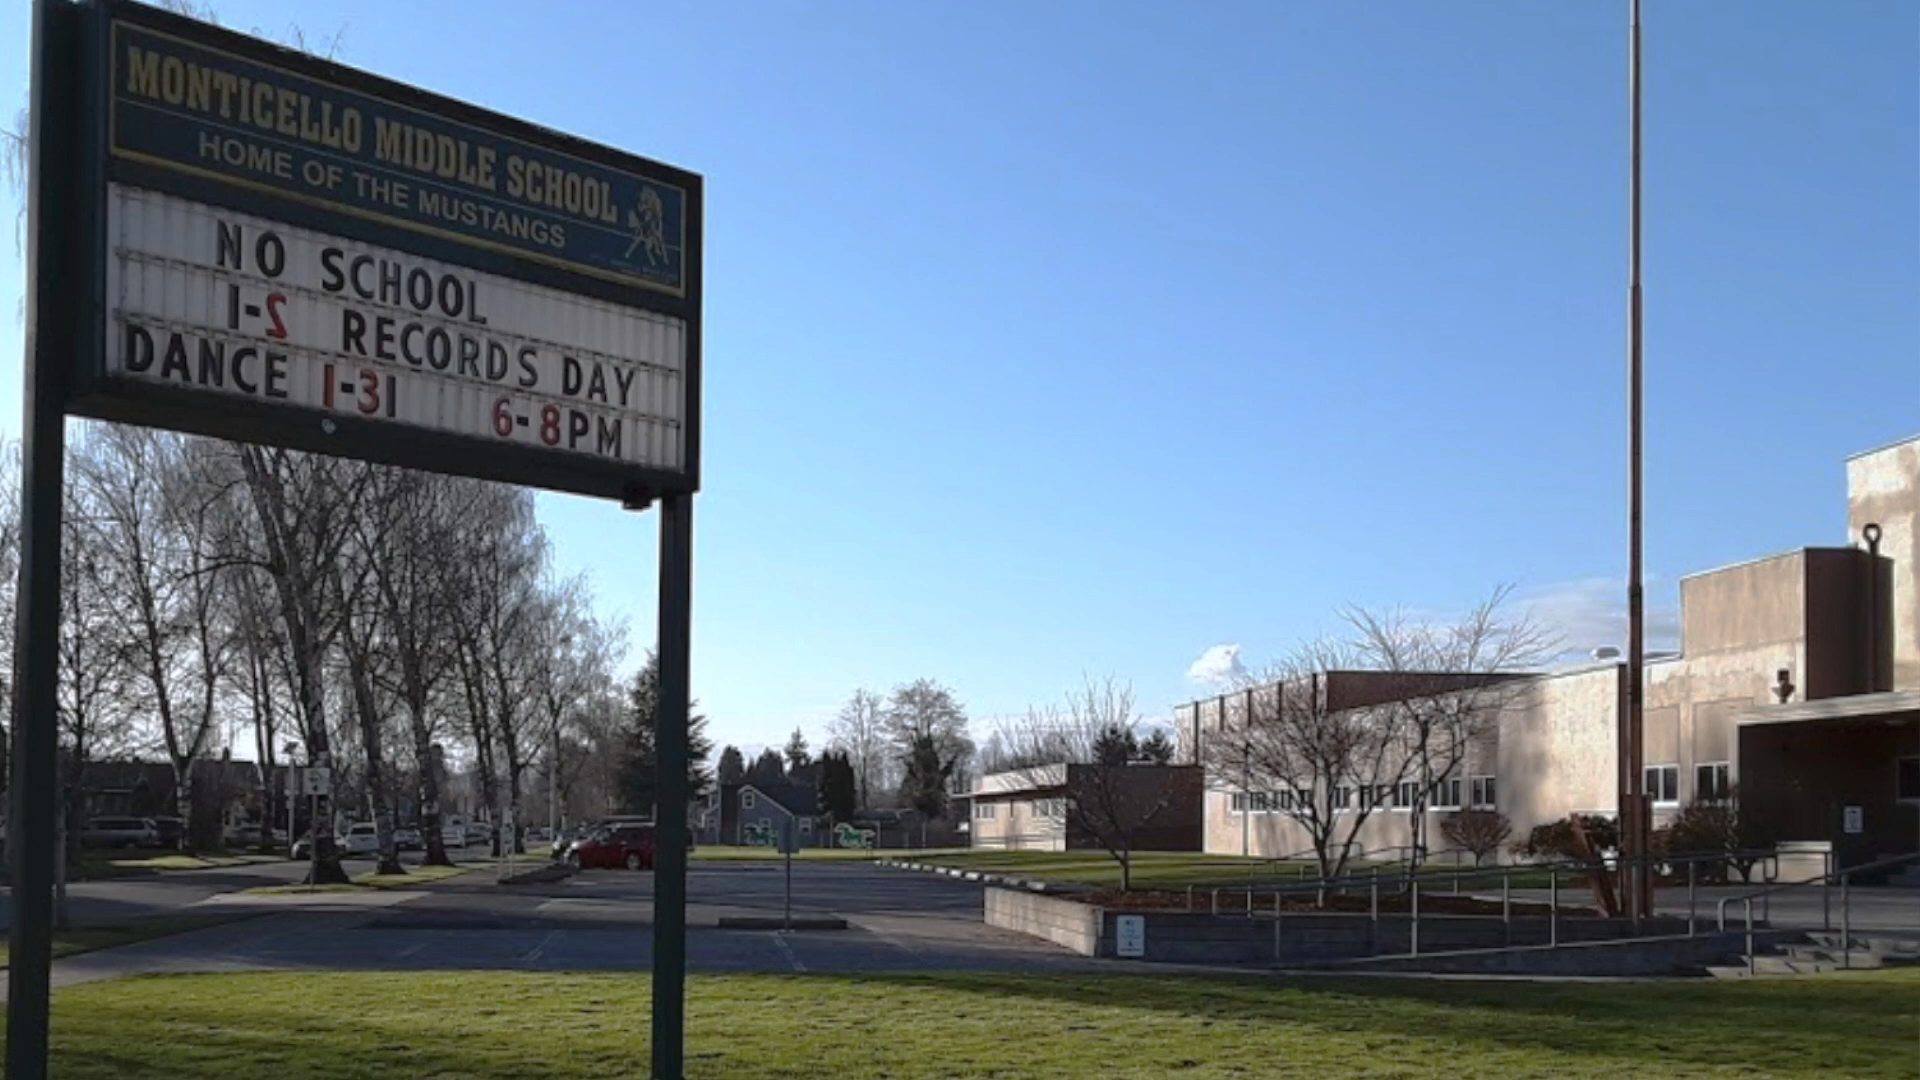 MONTICELLO MIDDLE SCHOOL
HOME OF THE MUSTANGS
NO SCHOOL
1-2 RECORDS DAY
DANCE 1-31 6-8PM